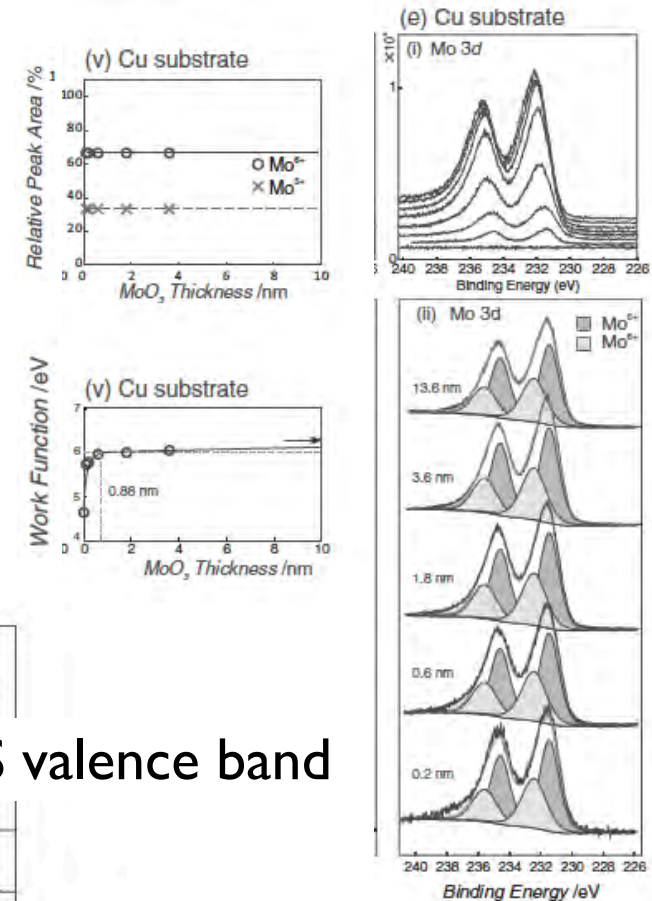 (v) Cu substrate
Relative Peak Area /%
1
100
80
60
40
20
0
Mo⁶⁺
Mo⁵⁺
0 0 2 4 6 8 10
MoO₃ Thickness /nm
(v) Cu substrate
Work Function /eV
7
6
5
4
0.88 nm
0 0 2 4 6 8 10
MoO₃ Thickness /nm
S valence band
(e) Cu substrate
(i) Mo 3d
1
0
240 238 236 234 232 230 228 226
Binding Energy (eV)
(ii) Mo 3d
13.6 nm
3.6 nm
1.8 nm
0.6 nm
0.2 nm
240 238 236 234 232 230 228 226
Binding Energy /eV